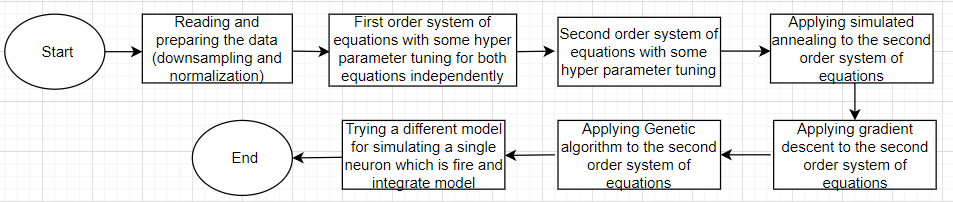 Start
Reading and
preparing the data
(downsampling and
normalization)
First order system of
equations with some hyper
parameter tuning for both
equations independently
Second order system of
equations with some
hyper parameter tuning
Applying simulated
annealing to the second
order system of
equations
Applying gradient
descent to the second
order system of
equations
Applying Genetic
algorithm to the second
order system of
equations
Trying a different model
for simulating a single
neuron which is fire and
integrate model
End